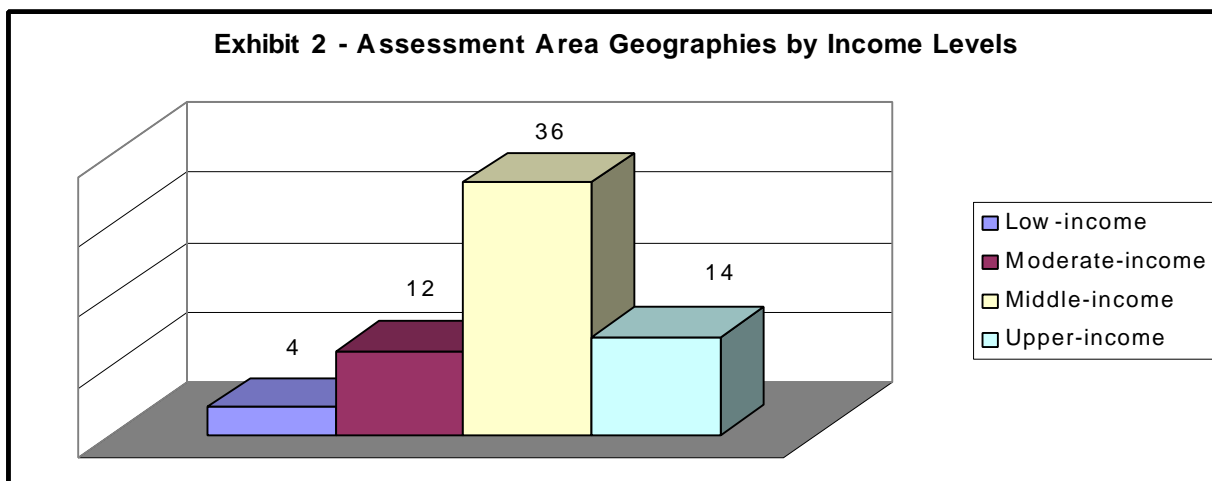 Exhibit 2 - Assessment Area Geographies by Income Levels
36
14
12
4
Low-income
Moderate-income
Middle-income
Upper-income